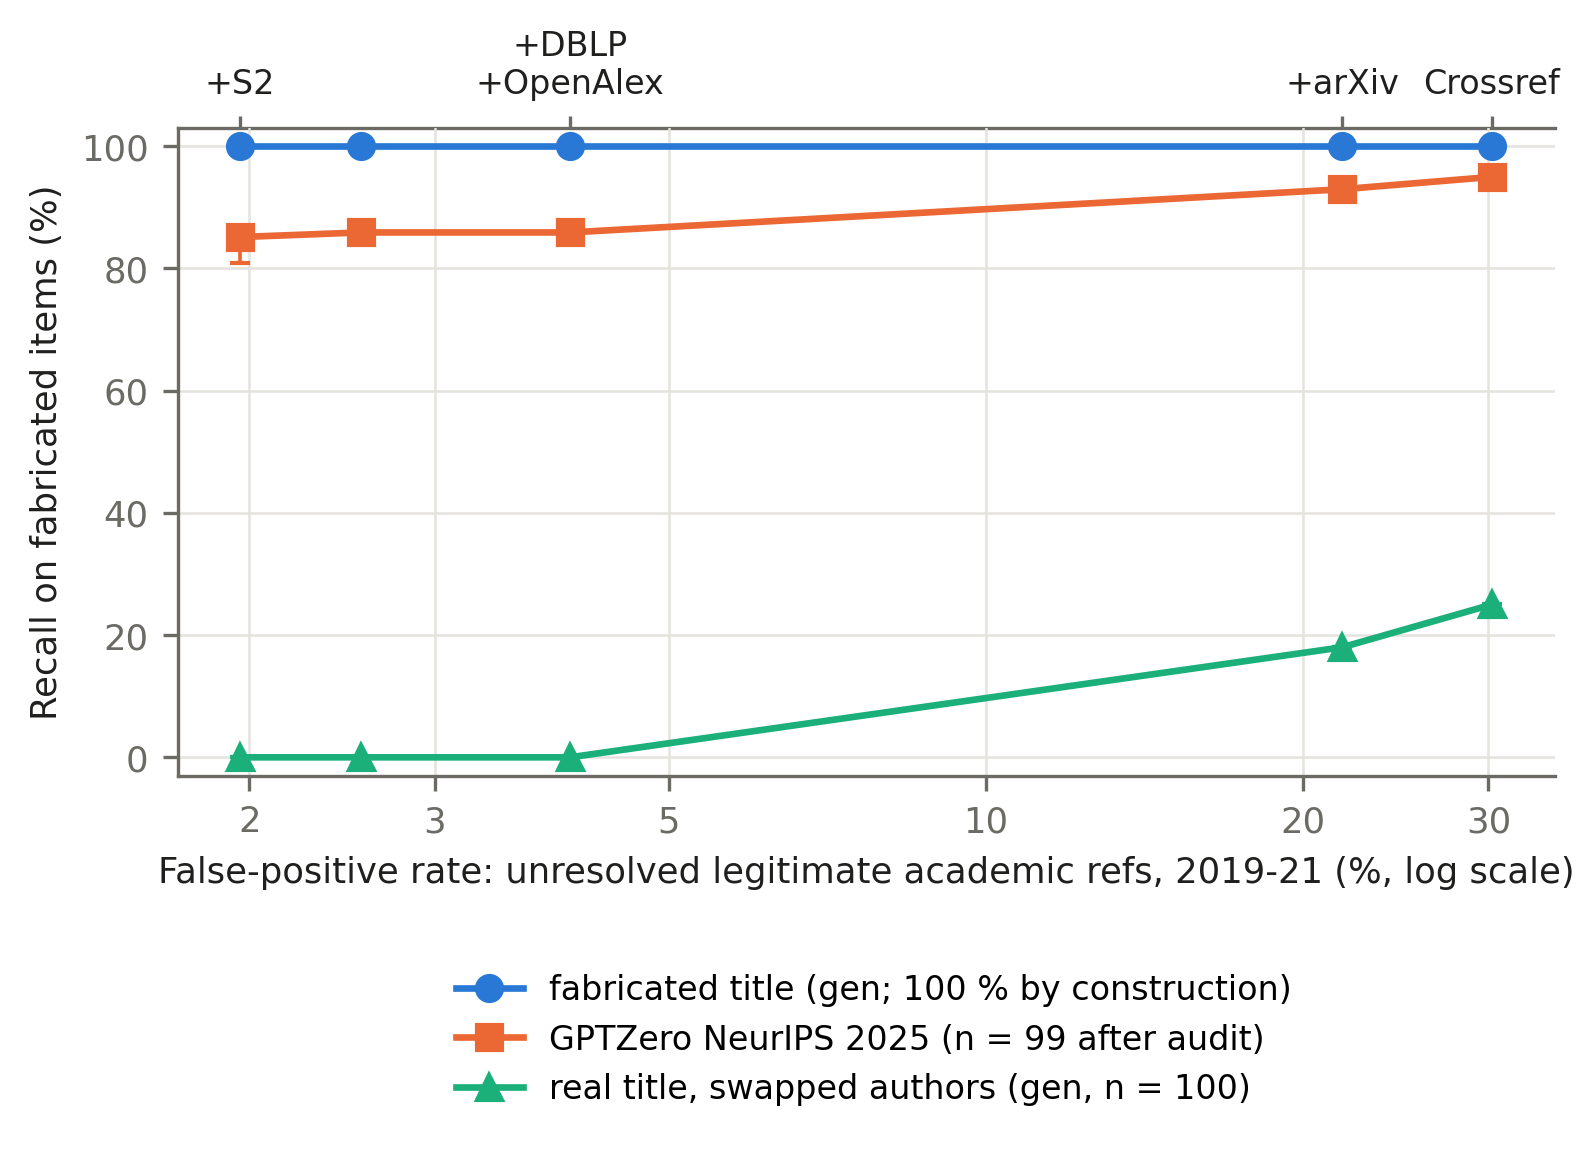 +DBLP
+S2 +OpenAlex +arXiv Crossref
100
80
60
40
20
0
Recall on fabricated items (%)
2 3 5 10 20 30
False-positive rate: unresolved legitimate academic refs, 2019-21 (%, log scale)
fabricated title (gen; 100 % by construction)
GPTZero NeurIPS 2025 (n = 99 after audit)
real title, swapped authors (gen, n = 100)